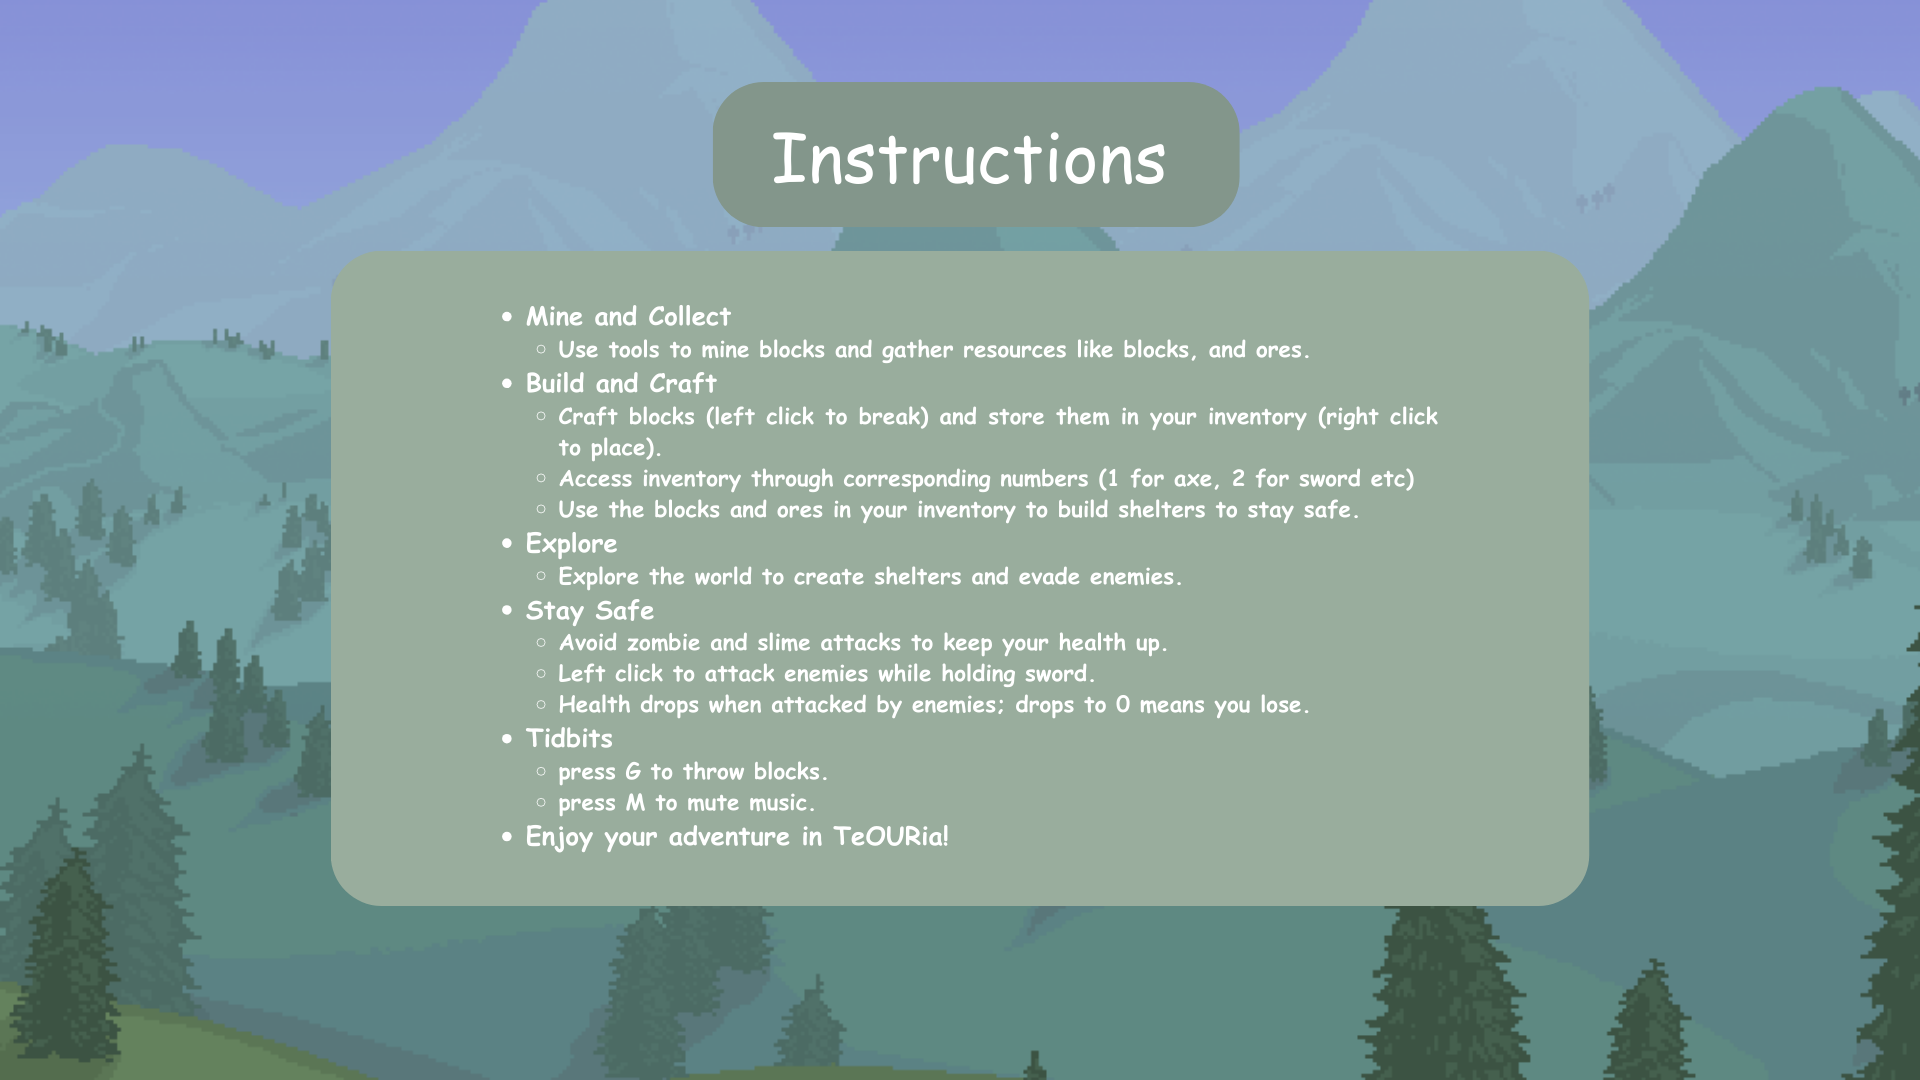 Instructions
• Mine and Collect
○ Use tools to mine blocks and gather resources like blocks, and ores.
• Build and Craft
○ Craft blocks (left click to break) and store them in your inventory (right click
to place).
○ Access inventory through corresponding numbers (1 for axe, 2 for sword etc)
○ Use the blocks and ores in your inventory to build shelters to stay safe.
• Explore
○ Explore the world to create shelters and evade enemies.
• Stay Safe
○ Avoid zombie and slime attacks to keep your health up.
○ Left click to attack enemies while holding sword.
○ Health drops when attacked by enemies; drops to 0 means you lose.
• Tidbits
○ press G to throw blocks.
○ press M to mute music.
• Enjoy your adventure in TeOURia!